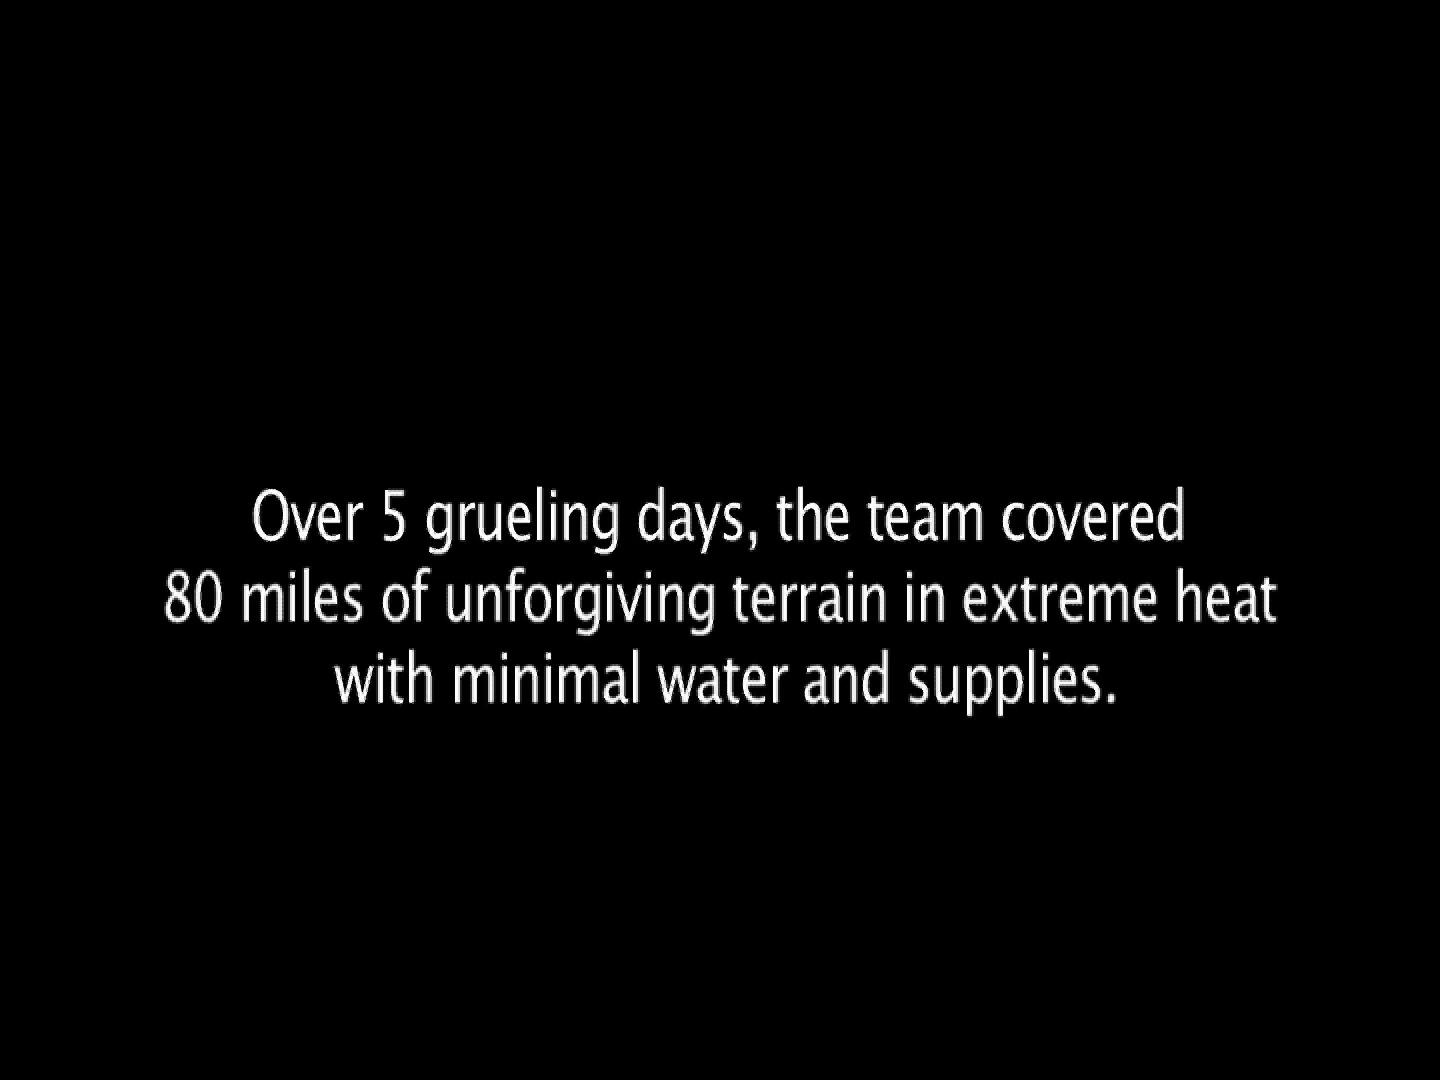 Over 5 grueling days, the team covered
80 miles of unforgiving terrain in extreme heat
with minimal water and supplies.